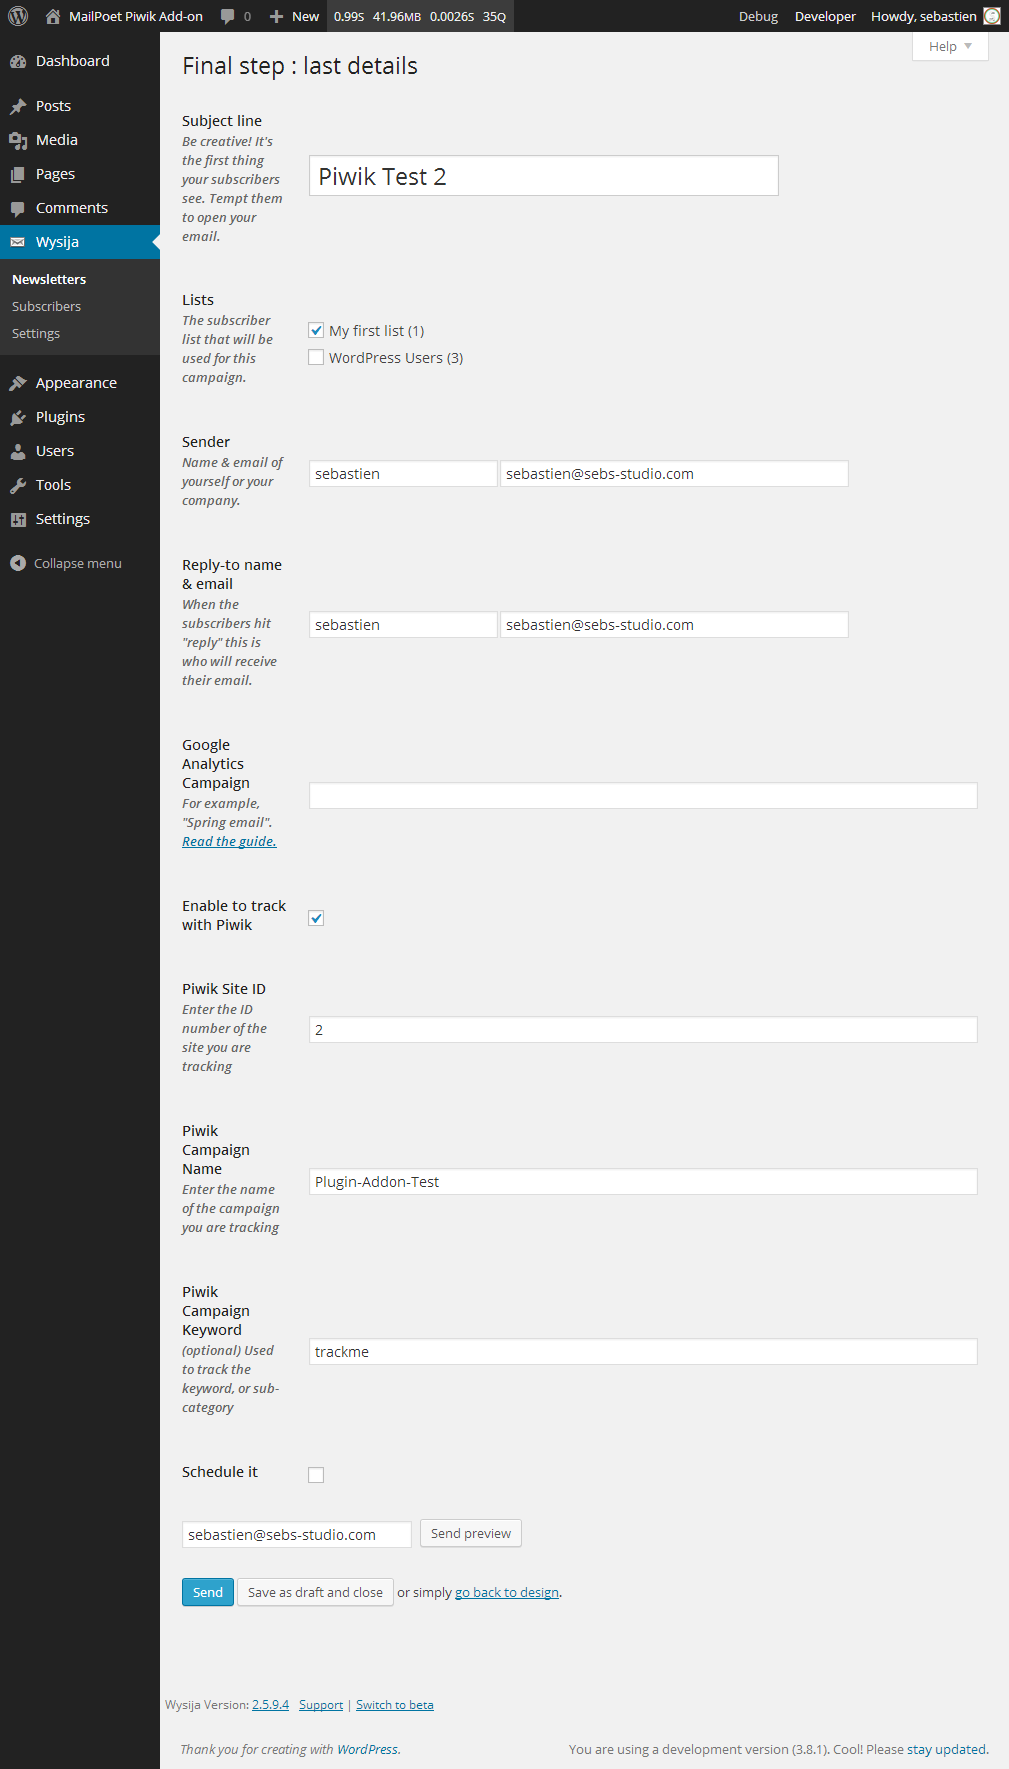 MailPoet Piwik Add-on 0 New 0.99S 41.96MB 0.0026S 35Q Debug Developer Howdy, sebastien
Help
Dashboard
Posts
Media
Pages
Comments
Wysija
Newsletters
Subscribers
Settings
Appearance
Plugins
Users
Tools
Settings
Collapse menu
Final step : last details
Subject line
Be creative! It's
the first thing
your subscribers
see. Tempt them
to open your
email.
Piwik Test 2
Lists
The subscriber
list that will be
used for this
campaign.
My first list (1)
WordPress Users (3)
Sender
Name & email of
yourself or your
company.
sebastien sebastien@sebs-studio.com
Reply-to name
& email
When the
subscribers hit
"reply" this is
who will receive
their email.
sebastien sebastien@sebs-studio.com
Google
Analytics
Campaign
For example,
"Spring email".
Read the guide.
Enable to track
with Piwik
Piwik Site ID
Enter the ID
number of the
site you are
tracking
2
Piwik
Campaign
Name
Enter the name
of the campaign
you are tracking
Plugin-Addon-Test
Piwik
Campaign
Keyword
(optional) Used
to track the
keyword, or sub-
category
trackme
Schedule it
sebastien@sebs-studio.com Send preview
Send Save as draft and close or simply go back to design.
Wysija Version: 2.5.9.4 Support | Switch to beta
Thank you for creating with WordPress. You are using a development version (3.8.1). Cool! Please stay updated.